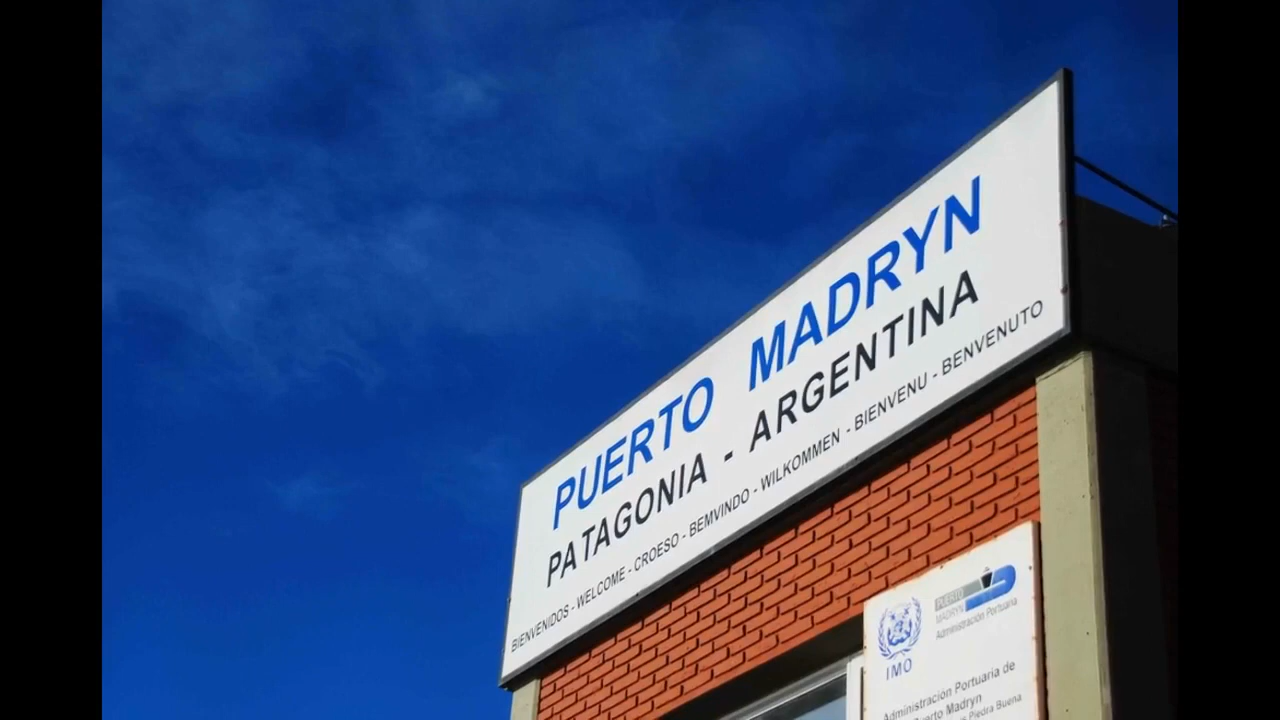 PUERTO MADRYN
PATAGONIA - ARGENTINA
BIENVENIDOS - WELCOME - CROESO - BEMVINDO - WILKOMMEN - BIENVENU - BENVENUTO
IMO
PUERTO
MADRYN
Administración Portuaria
Administración Portuaria de
Puerto Madryn
Piedra Buena